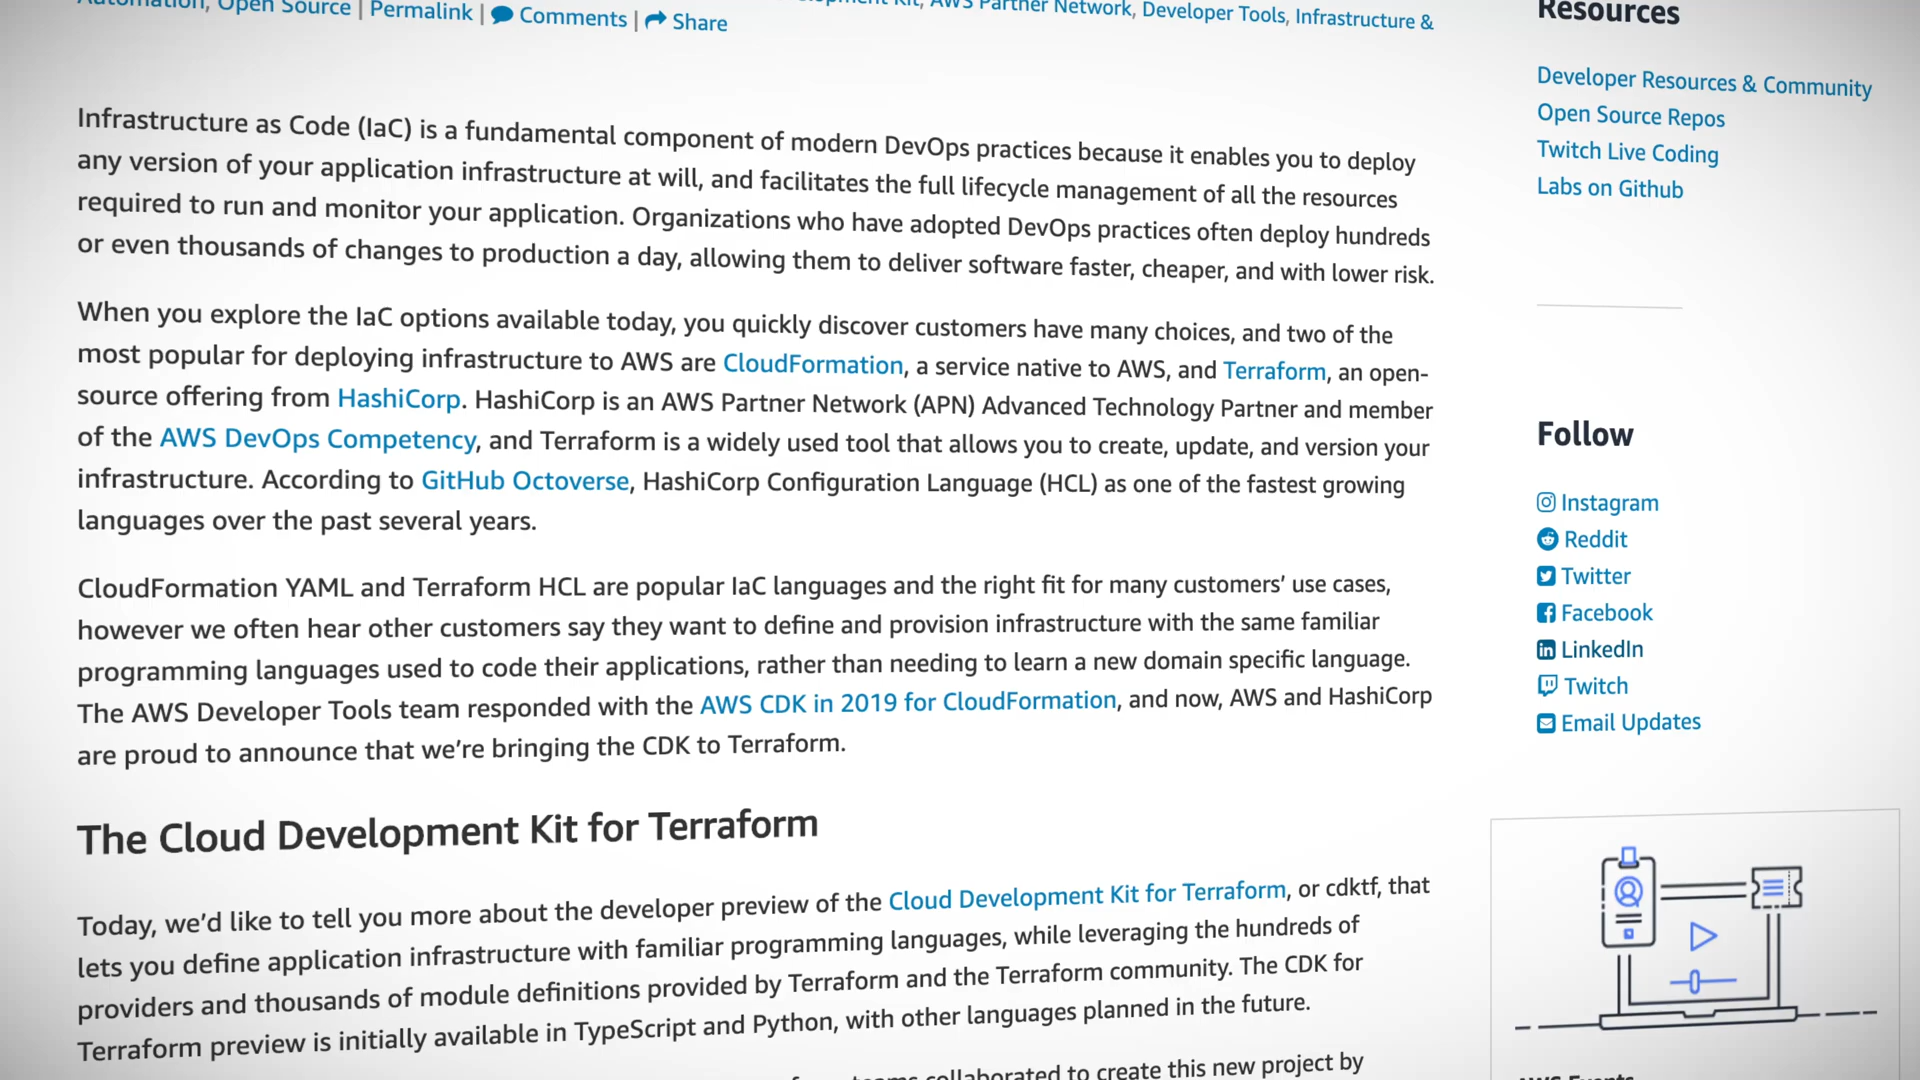 Automation, Open Source | Permalink | Comments | Share
Kit, AWS Partner Network, Developer Tools, Infrastructure &
Infrastructure as Code (IaC) is a fundamental component of modern DevOps practices because it enables you to deploy
any version of your application infrastructure at will, and facilitates the full lifecycle management of all the resources
required to run and monitor your application. Organizations who have adopted DevOps practices often deploy hundreds
or even thousands of changes to production a day, allowing them to deliver software faster, cheaper, and with lower risk.
When you explore the IaC options available today, you quickly discover customers have many choices, and two of the
most popular for deploying infrastructure to AWS are CloudFormation, a service native to AWS, and Terraform, an open-
source offering from HashiCorp. HashiCorp is an AWS Partner Network (APN) Advanced Technology Partner and member
of the AWS DevOps Competency, and Terraform is a widely used tool that allows you to create, update, and version your
infrastructure. According to GitHub Octoverse, HashiCorp Configuration Language (HCL) as one of the fastest growing
languages over the past several years.
CloudFormation YAML and Terraform HCL are popular IaC languages and the right fit for many customers’ use cases,
however we often hear other customers say they want to define and provision infrastructure with the same familiar
programming languages used to code their applications, rather than needing to learn a new domain specific language.
The AWS Developer Tools team responded with the AWS CDK in 2019 for CloudFormation, and now, AWS and HashiCorp
are proud to announce that we’re bringing the CDK to Terraform.
The Cloud Development Kit for Terraform
Today, we’d like to tell you more about the developer preview of the Cloud Development Kit for Terraform, or cdktf, that
lets you define application infrastructure with familiar programming languages, while leveraging the hundreds of
providers and thousands of module definitions provided by Terraform and the Terraform community. The CDK for
Terraform preview is initially available in TypeScript and Python, with other languages planned in the future.
collaborated to create this new project by
Resources
Developer Resources & Community
Open Source Repos
Twitch Live Coding
Labs on Github
Follow
Instagram
Reddit
Twitter
Facebook
LinkedIn
Twitch
Email Updates
AWS Events